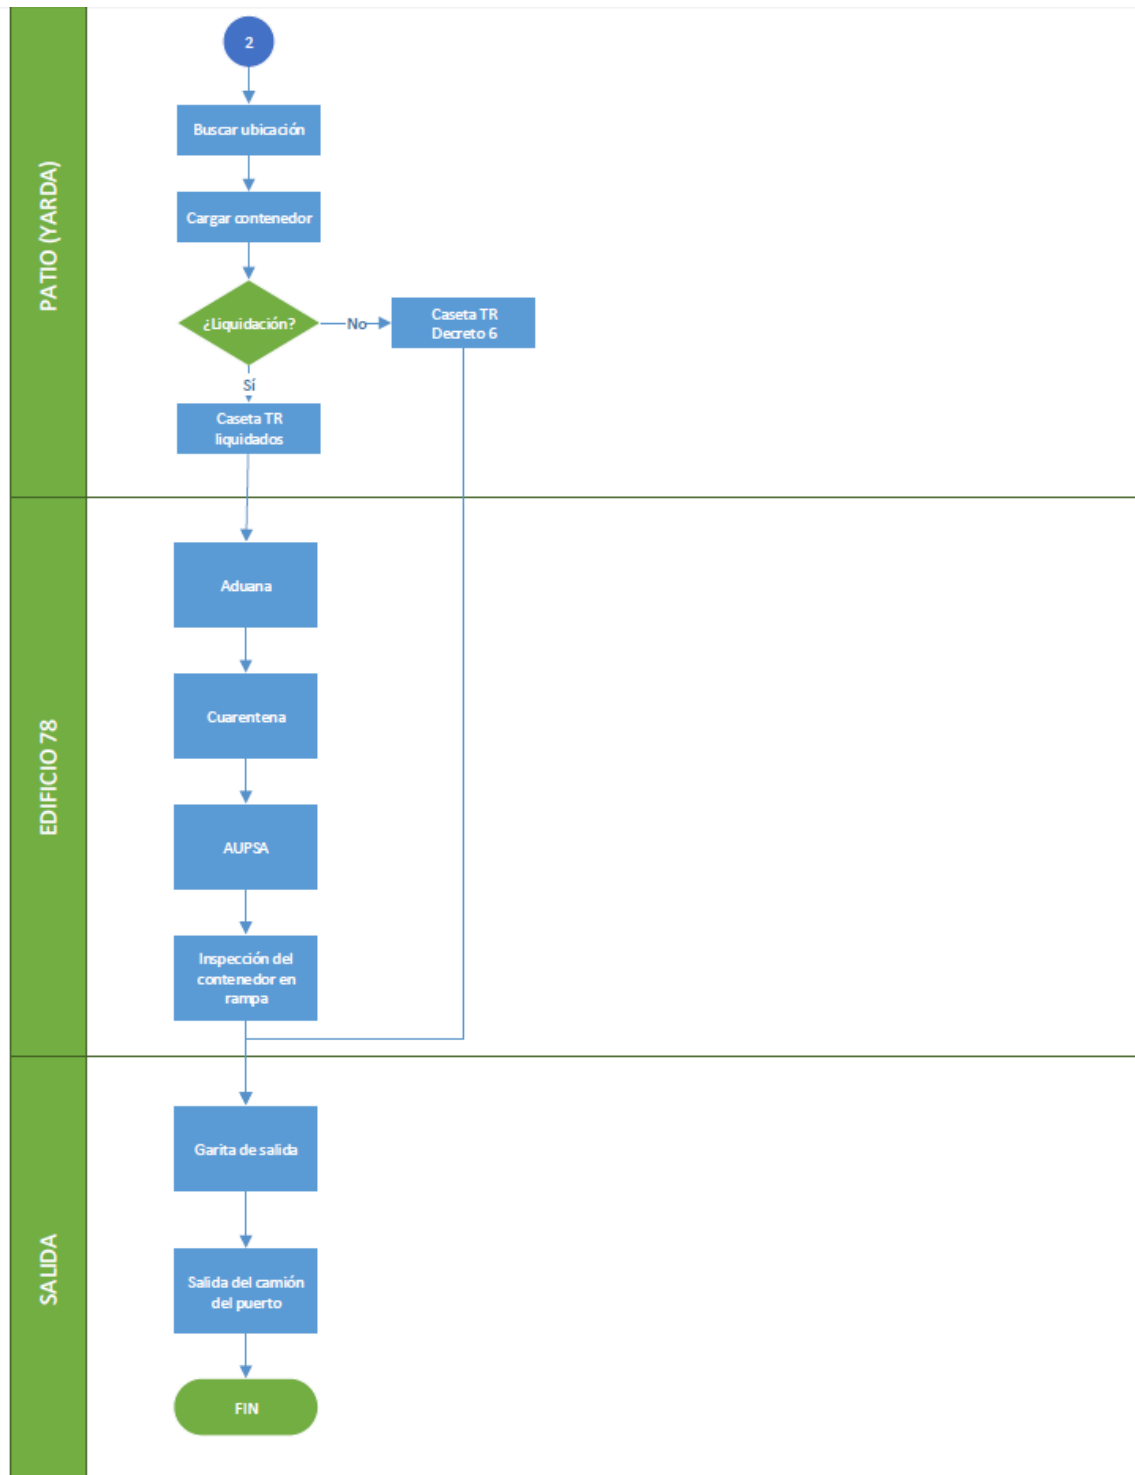 PATIO (YARDA)
2
Buscar ubicación
Cargar contenedor
¿Liquidación?
No
Caseta TR
Decreto 6
Sí
Caseta TR
liquidados
EDIFICIO 78
Aduana
Cuarentena
AUPSA
Inspección del
contenedor en
rampa
SALIDA
Garita de salida
Salida del camión
del puerto
FIN